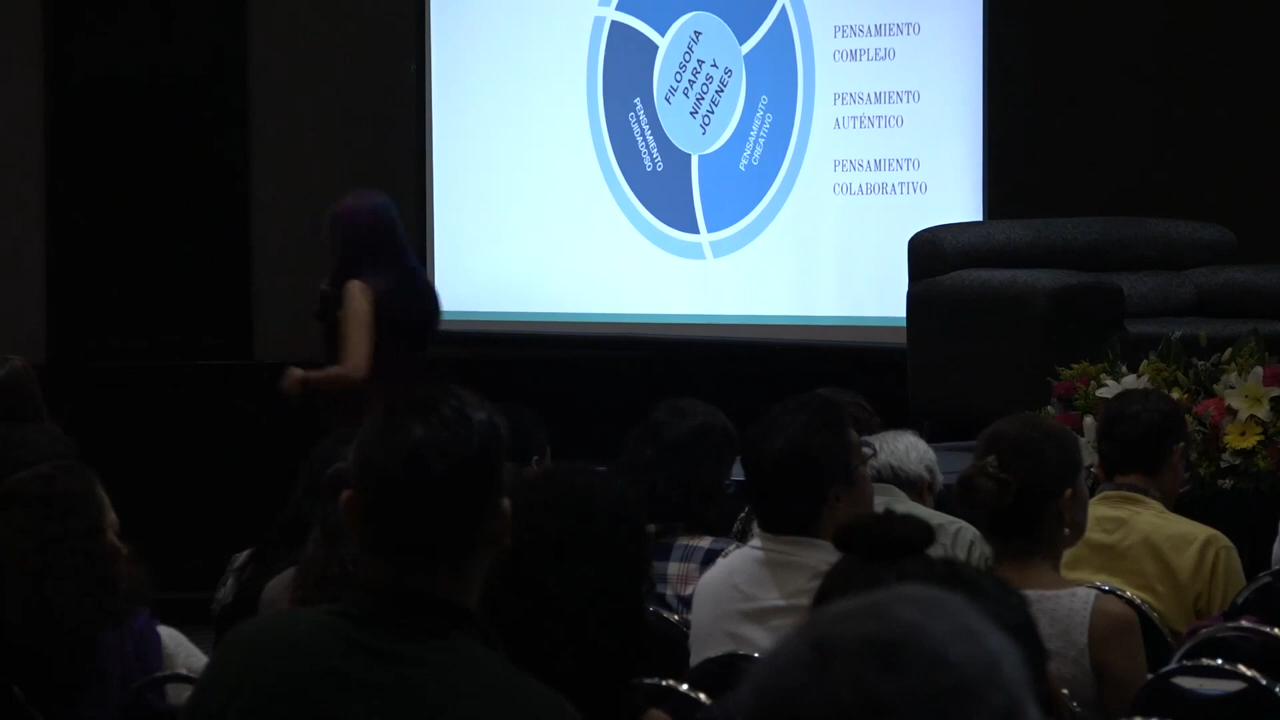 FILOSOFÍA
PARA
NIÑOS Y
JÓVENES
PENSAMIENTO
CUIDADOSO
PENSAMIENTO
CREATIVO
PENSAMIENTO
COMPLEJO
PENSAMIENTO
AUTÉNTICO
PENSAMIENTO
COLABORATIVO